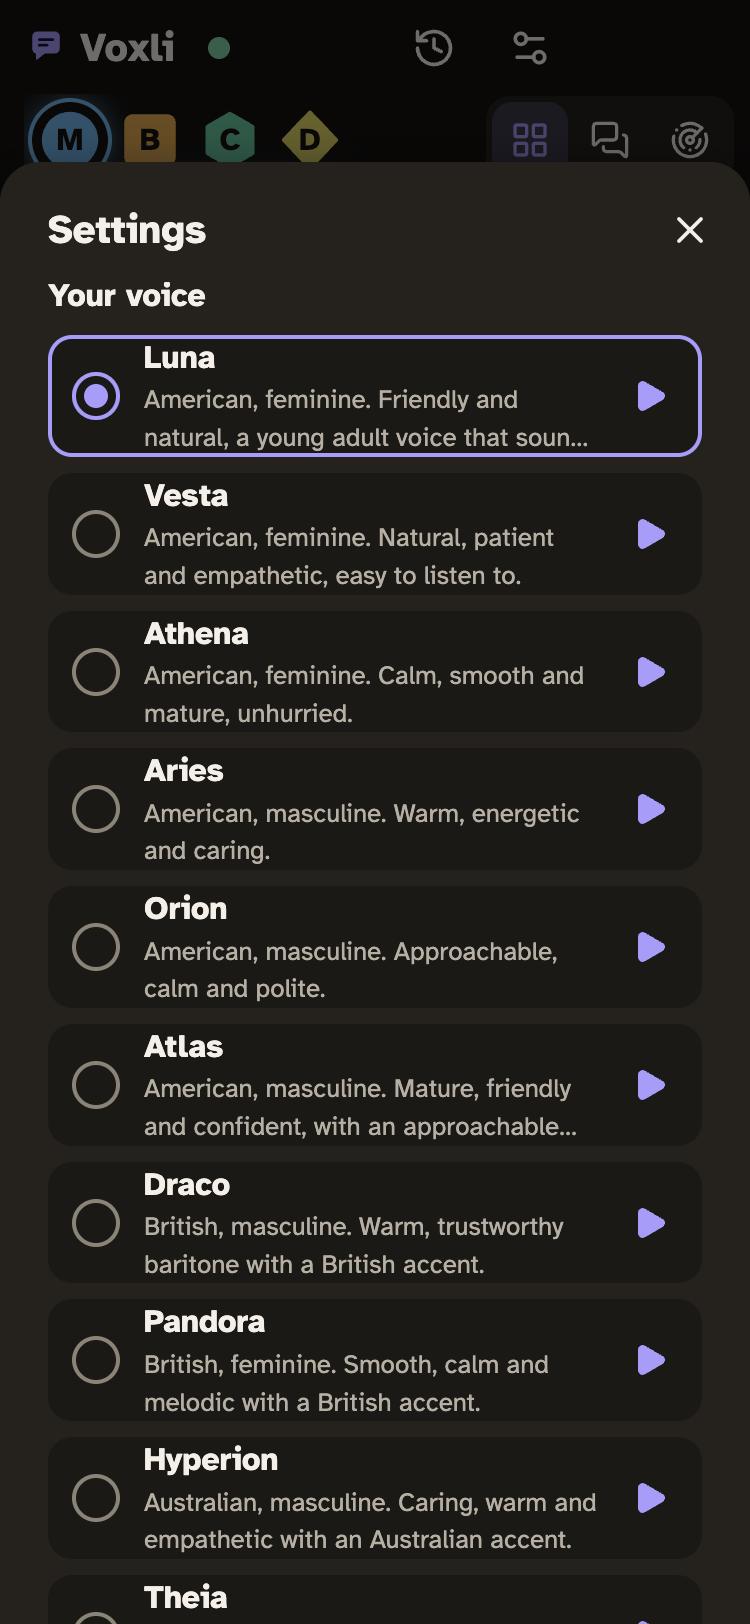 Voxli
M B C D
Settings
Your voice
Luna
American, feminine. Friendly and
natural, a young adult voice that soun...
Vesta
American, feminine. Natural, patient
and empathetic, easy to listen to.
Athena
American, feminine. Calm, smooth and
mature, unhurried.
Aries
American, masculine. Warm, energetic
and caring.
Orion
American, masculine. Approachable,
calm and polite.
Atlas
American, masculine. Mature, friendly
and confident, with an approachable...
Draco
British, masculine. Warm, trustworthy
baritone with a British accent.
Pandora
British, feminine. Smooth, calm and
melodic with a British accent.
Hyperion
Australian, masculine. Caring, warm and
empathetic with an Australian accent.
Theia